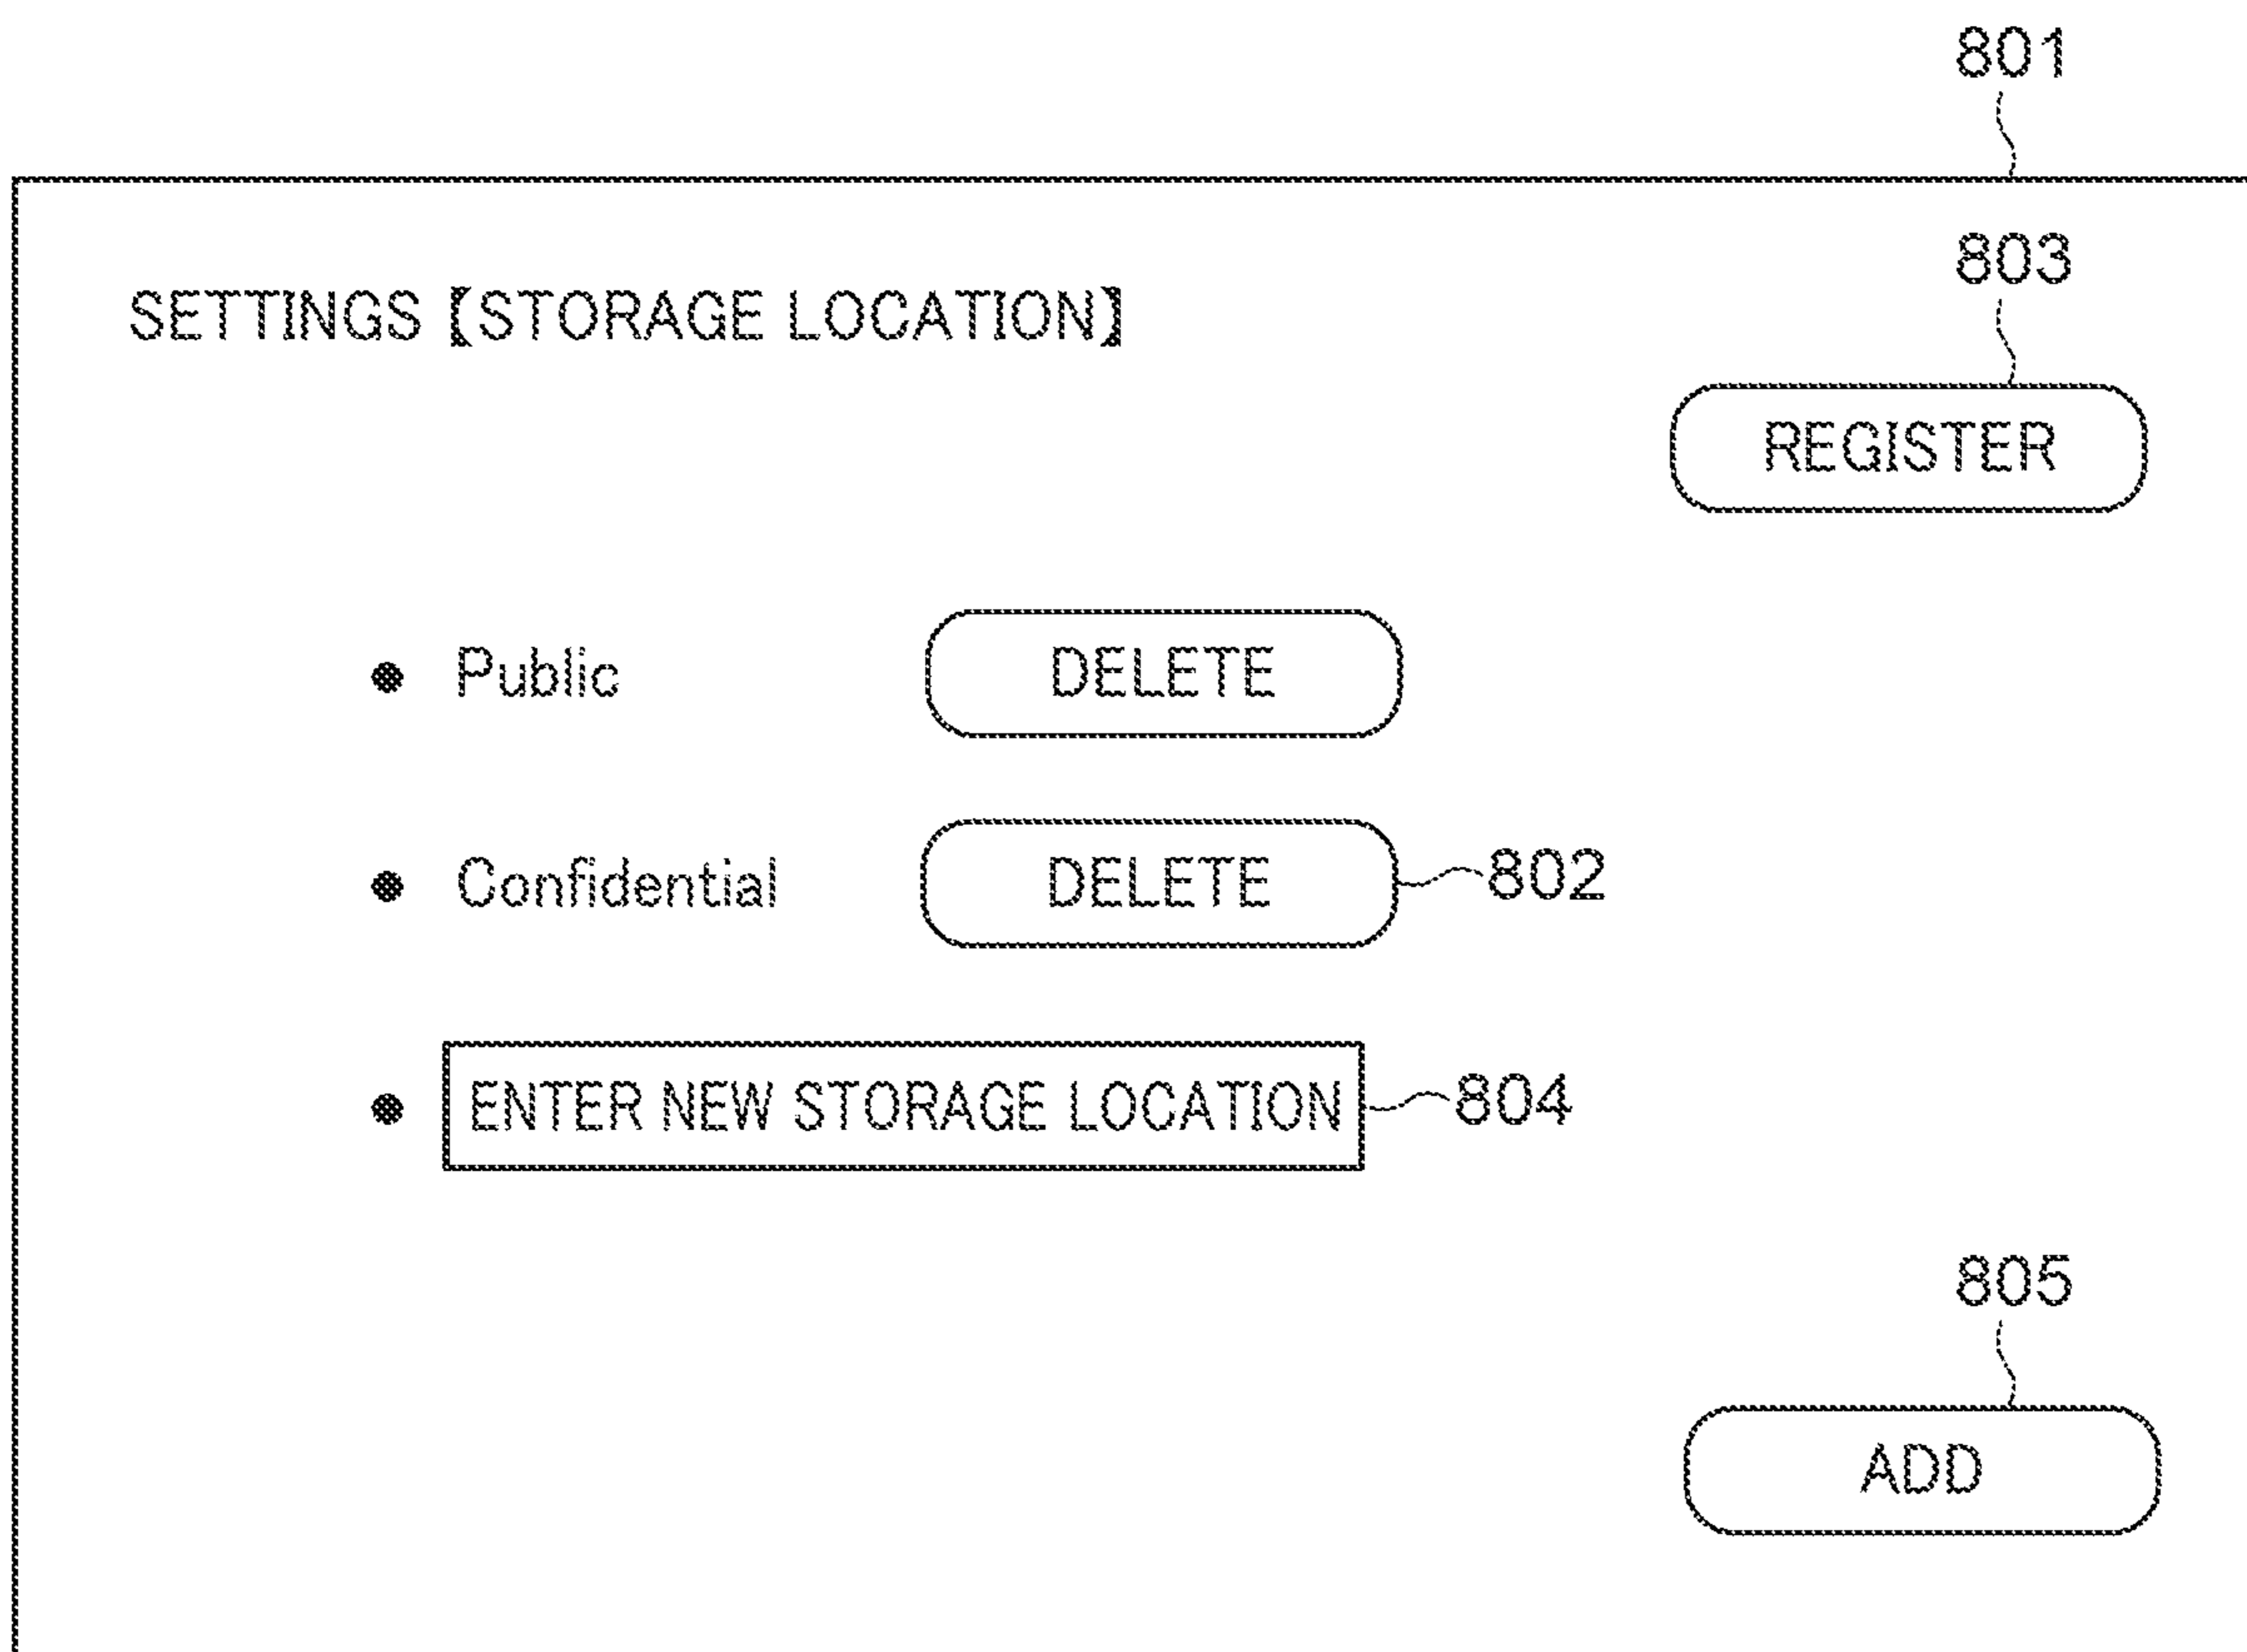 801
SETTINGS【STORAGE LOCATION】
803
REGISTER
● Public DELETE
● Confidential DELETE 802
● ENTER NEW STORAGE LOCATION 804
805
ADD